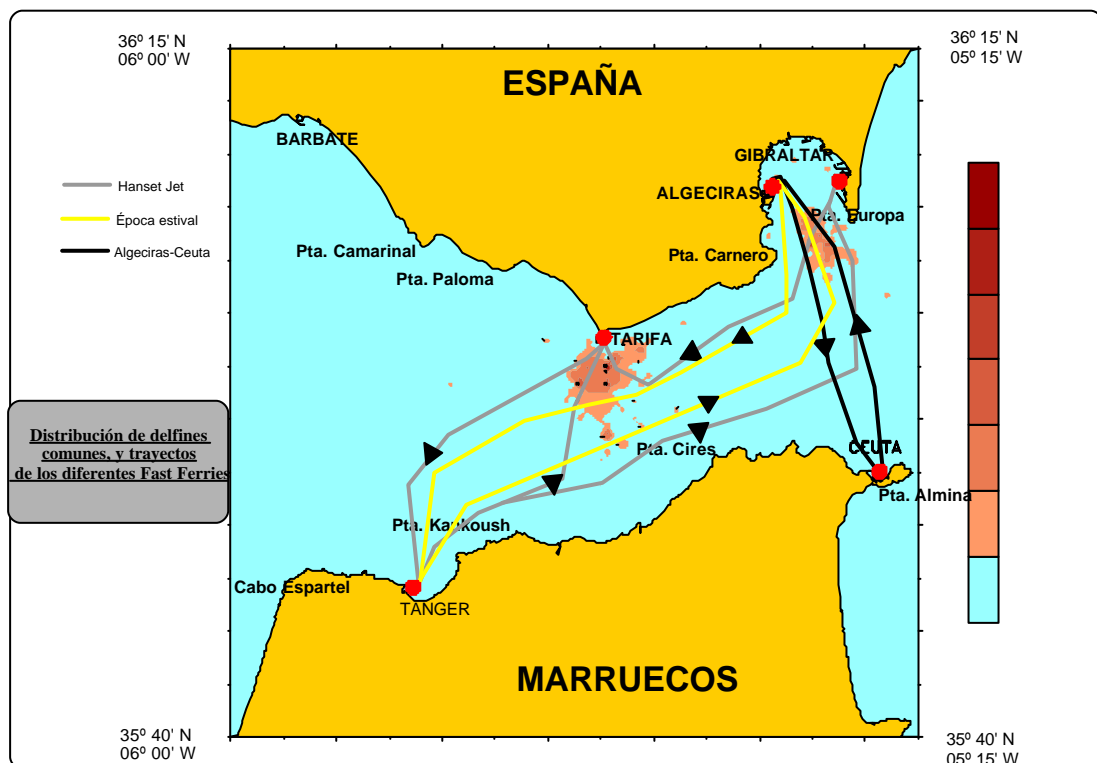 36º 15' N
06º 00' W
36º 15' N
05º 15' W
ESPAÑA
BARBATE
GIBRALTAR
Hanset Jet
ALGECIRAS
Época estival
Pta. Europa
Algeciras-Ceuta
Pta. Camarinal
Pta. Carnero
Pta. Paloma
TARIFA
Distribución de delfines
comunes, y trayectos
de los diferentes Fast Ferries
Pta. Cires
CEUTA
Pta. Almina
Pta. Kankoush
Cabo Espartel
TANGER
MARRUECOS
35º 40' N
06º 00' W
35º 40' N
05º 15' W